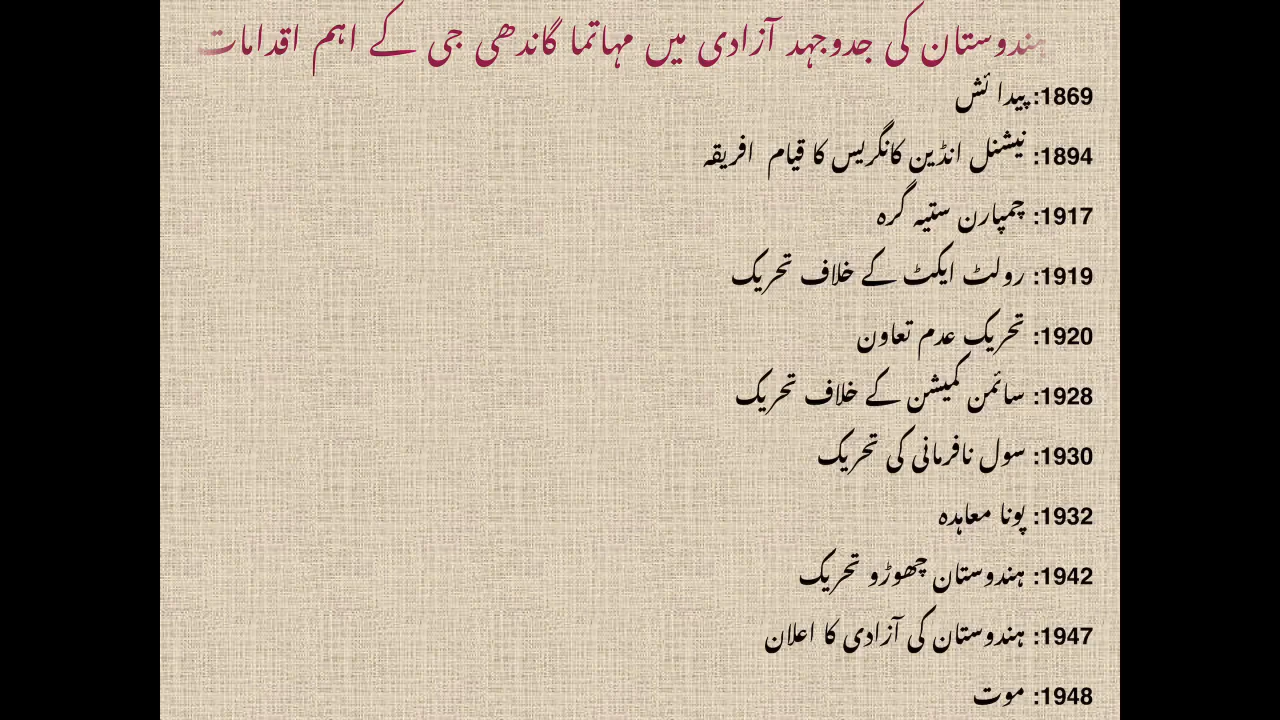 ہندوستان کی جدوجہد آزادی میں مہاتما گاندھی جی کے اہم اقدامات
1869: پیدائش
1894: نیشنل انڈین کانگریس کا قیام افریقہ
1917: چمپارن ستیہ گرہ
1919: رولٹ ایکٹ کے خلاف تحریک
1920: تحریک عدم تعاون
1928: سائمن کمیشن کے خلاف تحریک
1930: سول نافرمانی کی تحریک
1932: پونا معاہدہ
1942: ہندوستان چھوڑو تحریک
1947: ہندوستان کی آزادی کا اعلان
1948: موت